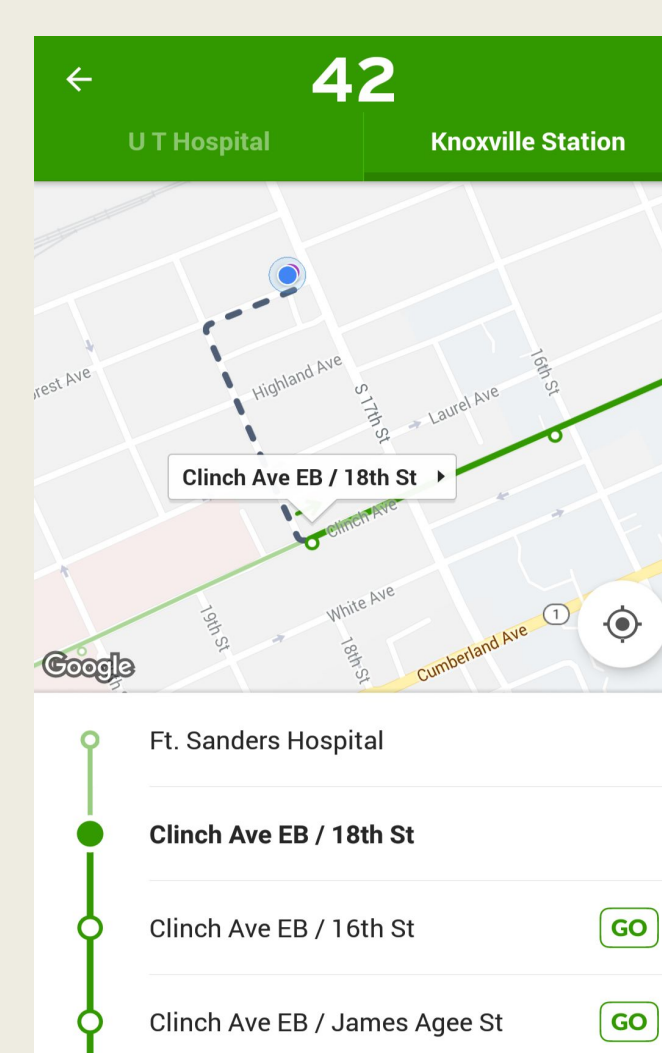 42
U T Hospital
Knoxville Station
rest Ave
Highland Ave
S 17th St
16th St
Laurel Ave
Clinch Ave EB / 18th St
Clinch Ave
19th St
White Ave
18th St
1
Cumberland Ave
Google
Ft. Sanders Hospital
Clinch Ave EB / 18th St
Clinch Ave EB / 16th St
GO
Clinch Ave EB / James Agee St
GO